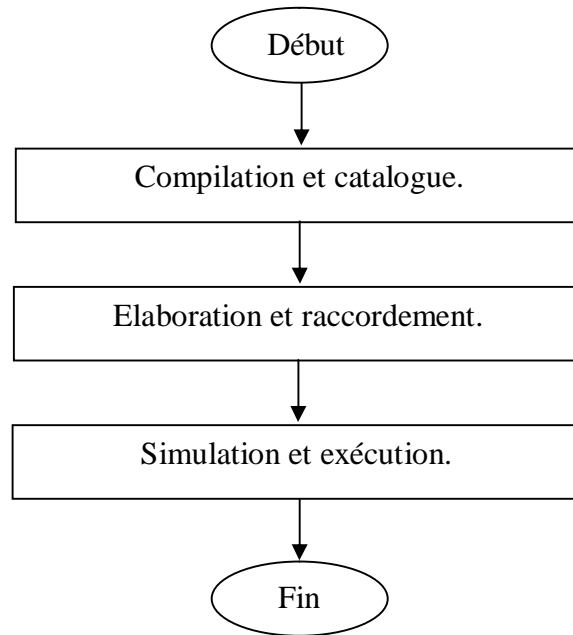 Début
Compilation et catalogue.
Elaboration et raccordement.
Simulation et exécution.
Fin